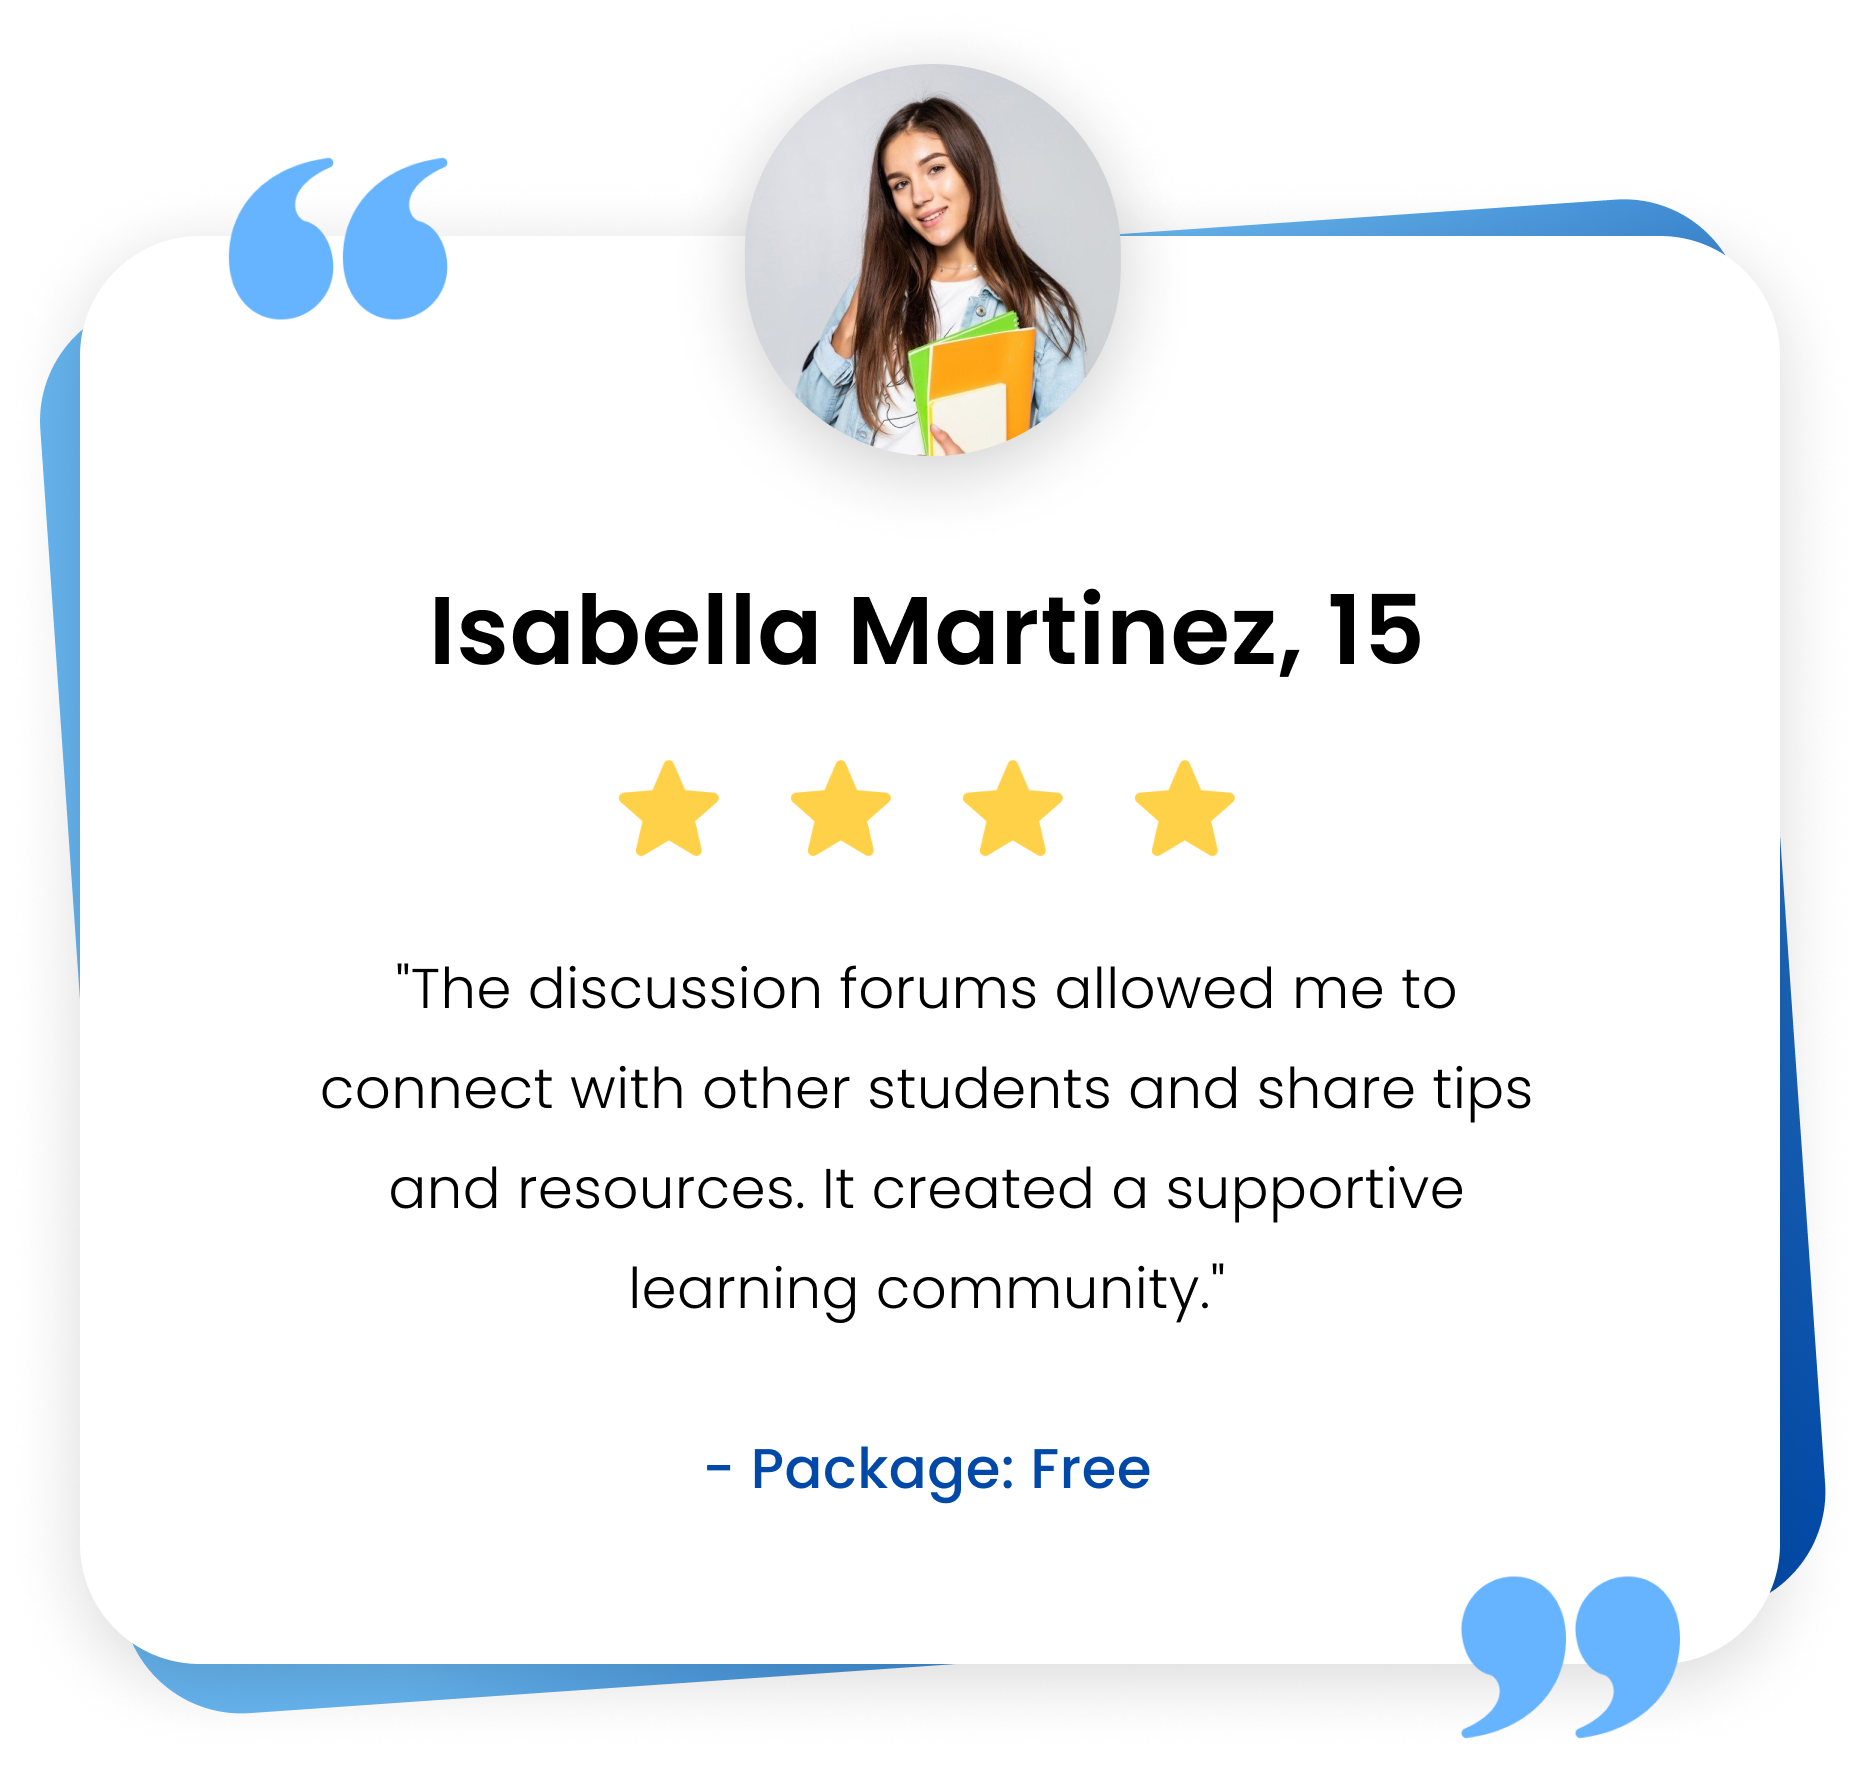 Isabella Martinez, 15
"The discussion forums allowed me to
connect with other students and share tips
and resources. It created a supportive
learning community."
- Package: Free